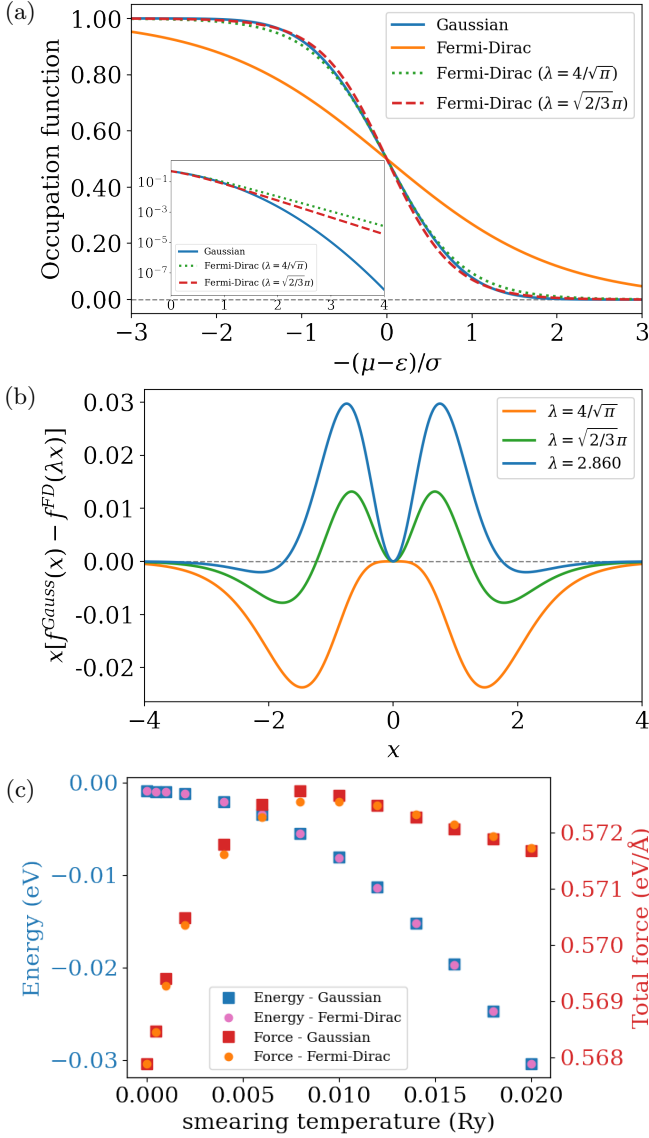 (a)
Occupation function
1.00
0.80
0.60
0.40
0.20
0.00
Gaussian
Fermi-Dirac
Fermi-Dirac (λ = 4/√π)
Fermi-Dirac (λ = √2/3π)
10⁻¹
10⁻³
10⁻⁵
10⁻⁷
Gaussian
Fermi-Dirac (λ = 4/√π)
Fermi-Dirac (λ = √2/3π)
0 1 2 3 4
−3 −2 −1 0 1 2 3
−(μ−ε)/σ
(b)
x[f^Gauss(x) − f^FD(λx)]
0.03
0.02
0.01
0.00
-0.01
-0.02
λ = 4/√π
λ = √2/3π
λ = 2.860
−4 −2 0 2 4
x
(c)
Energy (eV)
0.00
−0.01
−0.02
−0.03
Energy - Gaussian
Energy - Fermi-Dirac
Force - Gaussian
Force - Fermi-Dirac
0.572
0.571
0.570
0.569
0.568
Total force (eV/Å)
0.000 0.005 0.010 0.015 0.020
smearing temperature (Ry)